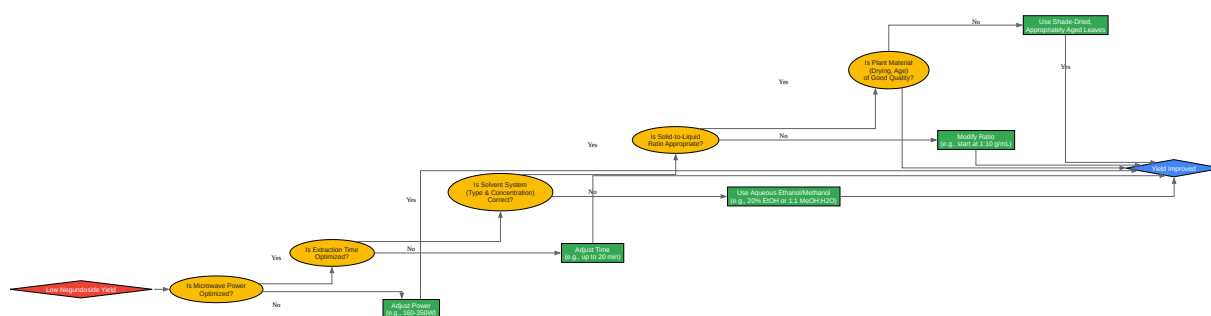 No
Use Shade-Dried,
Appropriately Aged Leaves
Is Plant Material
(Drying, Age)
of Good Quality?
Yes
Yes
Is Solid-to-Liquid
Ratio Appropriate?
No
Modify Ratio
(e.g., start at 1:10 g/mL)
Yes
Yield Improved
Is Solvent System
(Type & Concentration)
Correct?
No
Use Aqueous Ethanol/Methanol
(e.g., 20% EtOH or 1:1 MeOH:H2O)
Yes
Is Extraction Time
Optimized?
No
Adjust Time
(e.g., up to 20 min)
Yes
Low Negundoside Yield
Is Microwave Power
Optimized?
No
Adjust Power
(e.g., 160-350W)